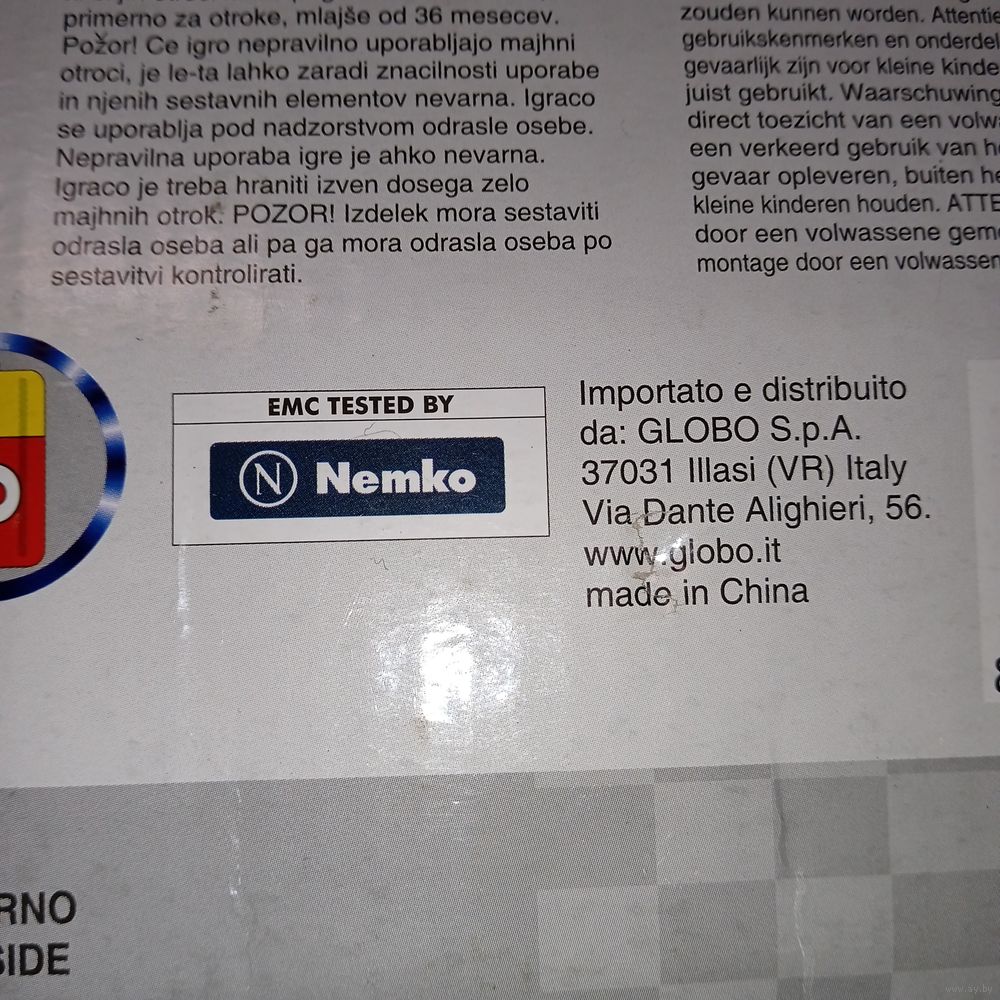 primerno za otroke, mlajše od 36 mesecev.
Požor! Ce igro nepravilno uporabljajo majhni
otroci, je le-ta lahko zaradi znacilnosti uporabe
in njenih sestavnih elementov nevarna. Igraco
se uporablja pod nadzorstvom odrasle osebe.
Nepravilna uporaba igre je ahko nevarna.
Igraco je treba hraniti izven dosega zelo
majhnih otrok. POZOR! Izdelek mora sestaviti
odrasla oseba ali pa ga mora odrasla oseba po
sestavitvi kontrolirati.
zouden kunnen worden. Attentie
gebruikskenmerken en onderdel
gevaarlijk zijn voor kleine kinde
juist gebruikt. Waarschuwing
direct toezicht van een volw
een verkeerd gebruik van h
gevaar opleveren, buiten he
kleine kinderen houden. ATTE
door een volwassene gem
montage door een volwassen
EMC TESTED BY
N Nemko
Importato e distribuito
da: GLOBO S.p.A.
37031 Illasi (VR) Italy
Via Dante Alighieri, 56.
www.globo.it
made in China
RNO
SIDE
www.ay.by